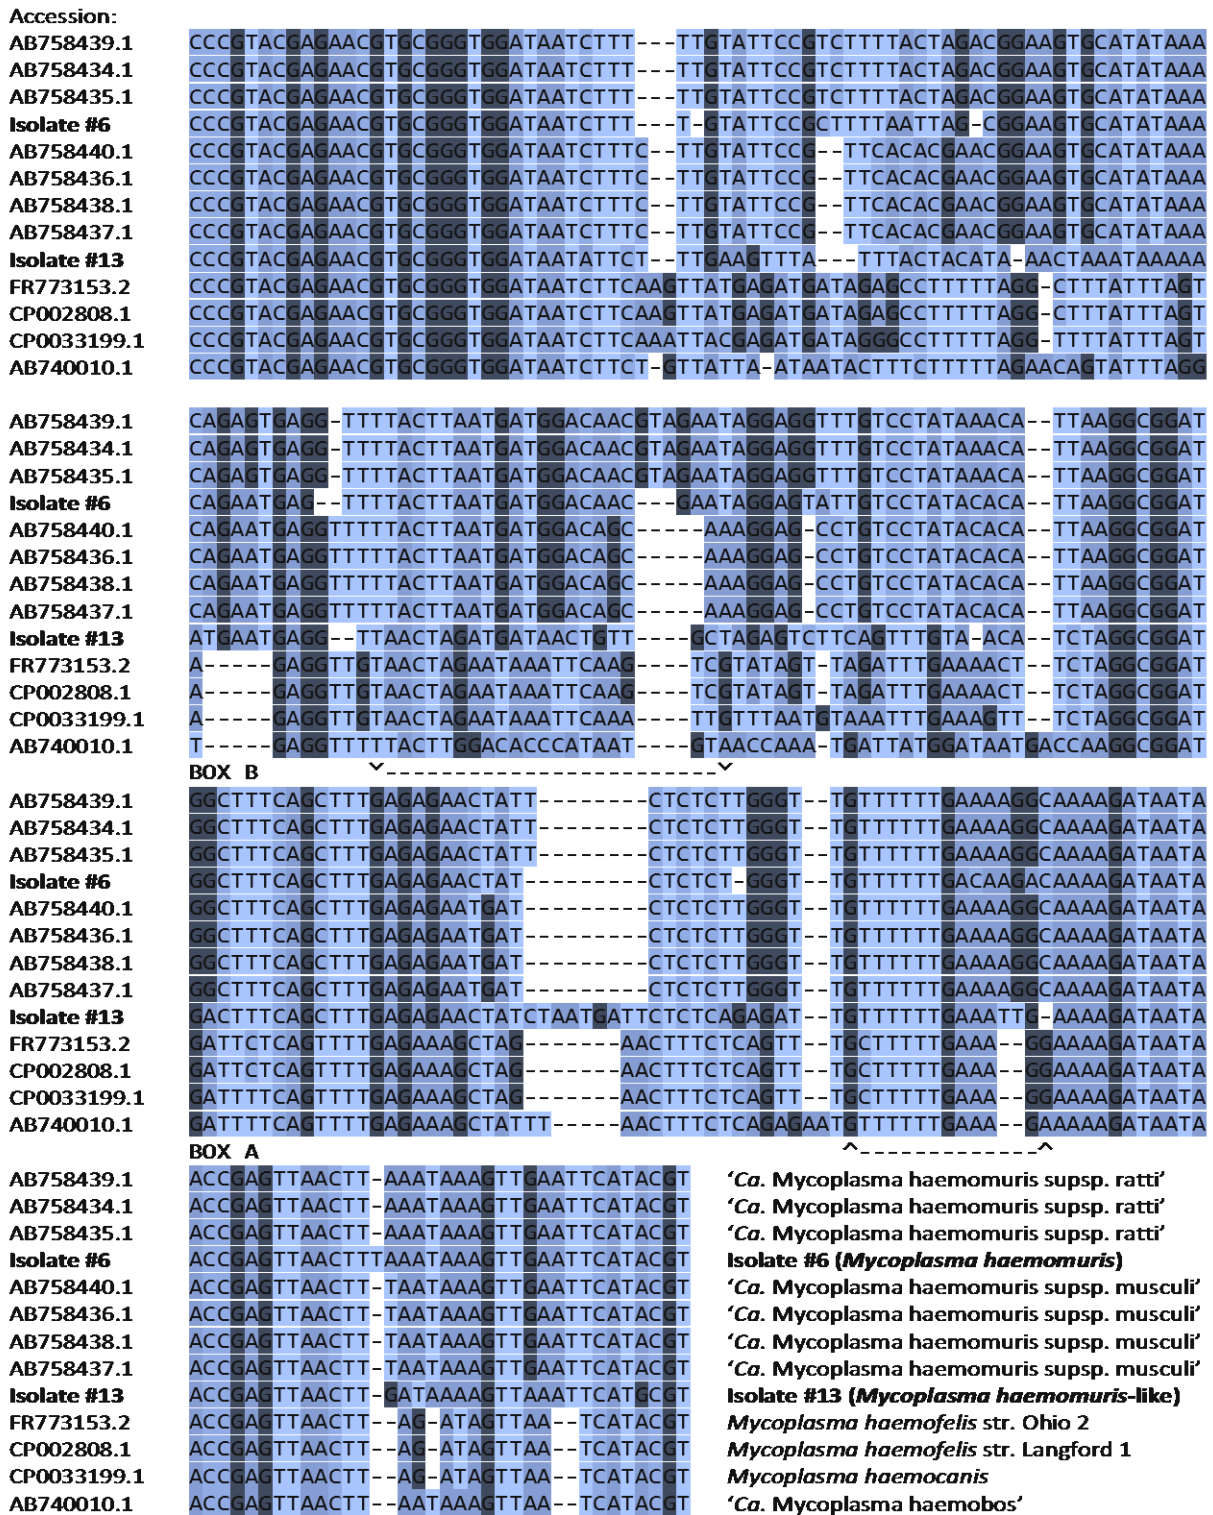 Accession:
AB758439.1 CCCGTACGAGAACGTGCGGGTGGATAATCTTT---TTGTATTCCGTCTTTTACTAGACGGAAGTGCATATAAA
AB758434.1 CCCGTACGAGAACGTGCGGGTGGATAATCTTT---TTGTATTCCGTCTTTTACTAGACGGAAGTGCATATAAA
AB758435.1 CCCGTACGAGAACGTGCGGGTGGATAATCTTT---TTGTATTCCGTCTTTTACTAGACGGAAGTGCATATAAA
Isolate #6 CCCGTACGAGAACGTGCGGGTGGATAATCTTT---T-GTATTCCGCTTTTAATTAG-CGGAAGTGCATATAAA
AB758440.1 CCCGTACGAGAACGTGCGGGTGGATAATCTTTC--TTGTATTCCG--TTCACACGAACGGAAGTGCATATAAA
AB758436.1 CCCGTACGAGAACGTGCGGGTGGATAATCTTTC--TTGTATTCCG--TTCACACGAACGGAAGTGCATATAAA
AB758438.1 CCCGTACGAGAACGTGCGGGTGGATAATCTTTC--TTGTATTCCG--TTCACACGAACGGAAGTGCATATAAA
AB758437.1 CCCGTACGAGAACGTGCGGGTGGATAATCTTTC--TTGTATTCCG--TTCACACGAACGGAAGTGCATATAAA
Isolate #13 CCCGTACGAGAACGTGCGGGTGGATAATATTCT--TTGAAGTTTA---TTTACTACATA-AACTAAATAAAAA
FR773153.2 CCCGTACGAGAACGTGCGGGTGGATAATCTTCAAGTTATGAGATGATAGAGCCTTTTTAGG-CTTTATTTAGT
CP002808.1 CCCGTACGAGAACGTGCGGGTGGATAATCTTCAAGTTATGAGATGATAGAGCCTTTTTAGG-CTTTATTTAGT
CP0033199.1 CCCGTACGAGAACGTGCGGGTGGATAATCTTCAAATTACGAGATGATAGGGCCTTTTTAGG-TTTTATTTAGT
AB740010.1 CCCGTACGAGAACGTGCGGGTGGATAATCTTCT-GTTATTA-ATAATACTTTCTTTTTAGAACAGTATTTAGG
AB758439.1 CAGAGTGAGG-TTTTACTTAATGATGGACAACGTAGAATAGGAGGTTTGTCCTATAAACA--TTAAGGCGGAT
AB758434.1 CAGAGTGAGG-TTTTACTTAATGATGGACAACGTAGAATAGGAGGTTTGTCCTATAAACA--TTAAGGCGGAT
AB758435.1 CAGAGTGAGG-TTTTACTTAATGATGGACAACGTAGAATAGGAGGTTTGTCCTATAAACA--TTAAGGCGGAT
Isolate #6 CAGAATGAG--TTTTACTTAATGATGGACAAC---GAATAGGAGTATTGTCCTATAAACA--TTAAGGCGGAT
AB758440.1 CAGAATGAGGTTTTTACTTAATGATGGACAGC-----AAAGGAG-CCTGTCCTATACACA--TTAAGGCGGAT
AB758436.1 CAGAATGAGGTTTTTACTTAATGATGGACAGC-----AAAGGAG-CCTGTCCTATACACA--TTAAGGCGGAT
AB758438.1 CAGAATGAGGTTTTTACTTAATGATGGACAGC-----AAAGGAG-CCTGTCCTATACACA--TTAAGGCGGAT
AB758437.1 CAGAATGAGGTTTTTACTTAATGATGGACAGC-----AAAGGAG-CCTGTCCTATACACA--TTAAGGCGGAT
Isolate #13 ATGAATGAGG--TTAACTAGATGATAACTGTT----GCTAGAGTCTTCAGTTTGTA-ACA--TCTAGGCGGAT
FR773153.2 A-----GAGGTTGTAACTAGAATAAATTCAAG----TCGTATAGT-TAGATTTGAAAACT--TCTAGGCGGAT
CP002808.1 A-----GAGGTTGTAACTAGAATAAATTCAAG----TCGTATAGT-TAGATTTGAAAACT--TCTAGGCGGAT
CP0033199.1 A-----GAGGTTGTAACTAGAATAAATTCAAA----TTGTTTAATGTAAATTTGAAAGTT--TCTAGGCGGAT
AB740010.1 T-----GAGGTTTTTACTTGGACACCCATAAT----GTAACCAAA-TGATTATGGATAATGACCAAGGCGGAT
BOX B ˇ------------------------ˇ
AB758439.1 GGCTTTCAGCTTTGAGAGAACTATT--------CTCTCTTGGGT--TGTTTTTTGAAAAGGCAAAAGATAATA
AB758434.1 GGCTTTCAGCTTTGAGAGAACTATT--------CTCTCTTGGGT--TGTTTTTTGAAAAGGCAAAAGATAATA
AB758435.1 GGCTTTCAGCTTTGAGAGAACTATT--------CTCTCTTGGGT--TGTTTTTTGAAAAGGCAAAAGATAATA
Isolate #6 GGCTTTCAGCTTTGAGAGAACTAT---------CTCTCT-GGGT--TGTTTTTTGACAAGACAAAAGATAATA
AB758440.1 GGCTTTCAGCTTTGAGAGAATGAT---------CTCTCTTGGGT--TGTTTTTTGAAAAGGCAAAAGATAATA
AB758436.1 GGCTTTCAGCTTTGAGAGAATGAT---------CTCTCTTGGGT--TGTTTTTTGAAAAGGCAAAAGATAATA
AB758438.1 GGCTTTCAGCTTTGAGAGAATGAT---------CTCTCTTGGGT--TGTTTTTTGAAAAGGCAAAAGATAATA
AB758437.1 GGCTTTCAGCTTTGAGAGAATGAT---------CTCTCTTGGGT--TGTTTTTTGAAAAGGCAAAAGATAATA
Isolate #13 GACTTTCAGCTTTGAGAGAACTATCTAATGATTCTCTCAGAGAT--TGTTTTTTGAAATTG-AAAAGATAATA
FR773153.2 GATTCTCAGTTTTGAGAAAGCTAG-------AACTTTCTCAGTT--TGCTTTTTGAAA--GGAAAAGATAATA
CP002808.1 GATTCTCAGTTTTGAGAAAGCTAG-------AACTTTCTCAGTT--TGCTTTTTGAAA--GGAAAAGATAATA
CP0033199.1 GATTTTCAGTTTTGAGAAAGCTAG-------AACTTTCTCAGTT--TGCTTTTTGAAA--GGAAAAGATAATA
AB740010.1 GATTTTCAGTTTTGAGAAAGCTATTT-----AACTTTCTCAGAGAATGTTTTTTGAAA--GAAAAAGATAATA
BOX A ^-------------^
AB758439.1 ACCGAGTTAACTT-AAATAAAGTTGAATTCATACGT ‘Ca. Mycoplasma haemomuris supsp. ratti’
AB758434.1 ACCGAGTTAACTT-AAATAAAGTTGAATTCATACGT ‘Ca. Mycoplasma haemomuris supsp. ratti’
AB758435.1 ACCGAGTTAACTT-AAATAAAGTTGAATTCATACGT ‘Ca. Mycoplasma haemomuris supsp. ratti’
Isolate #6 ACCGAGTTAACTTTAAATAAAGTTGAATTCATACGT Isolate #6 (Mycoplasma haemomuris)
AB758440.1 ACCGAGTTAACTT-TAATAAAGTTGAATTCATACGT ‘Ca. Mycoplasma haemomuris supsp. musculi’
AB758436.1 ACCGAGTTAACTT-TAATAAAGTTGAATTCATACGT ‘Ca. Mycoplasma haemomuris supsp. musculi’
AB758438.1 ACCGAGTTAACTT-TAATAAAGTTGAATTCATACGT ‘Ca. Mycoplasma haemomuris supsp. musculi’
AB758437.1 ACCGAGTTAACTT-TAATAAAGTTGAATTCATACGT ‘Ca. Mycoplasma haemomuris supsp. musculi’
Isolate #13 ACCGAGTTAACTT-GATAAAAGTTAAATTCATGCGT Isolate #13 (Mycoplasma haemomuris-like)
FR773153.2 ACCGAGTTAACTT--AG-ATAGTTAA--TCATACGT Mycoplasma haemofelis str. Ohio 2
CP002808.1 ACCGAGTTAACTT--AG-ATAGTTAA--TCATACGT Mycoplasma haemofelis str. Langford 1
CP0033199.1 ACCGAGTTAACTT--AG-ATAGTTAA--TCATACGT Mycoplasma haemocanis
AB740010.1 ACCGAGTTAACTT--AATAAAGTTAA--TCATACGT ‘Ca. Mycoplasma haemobos’